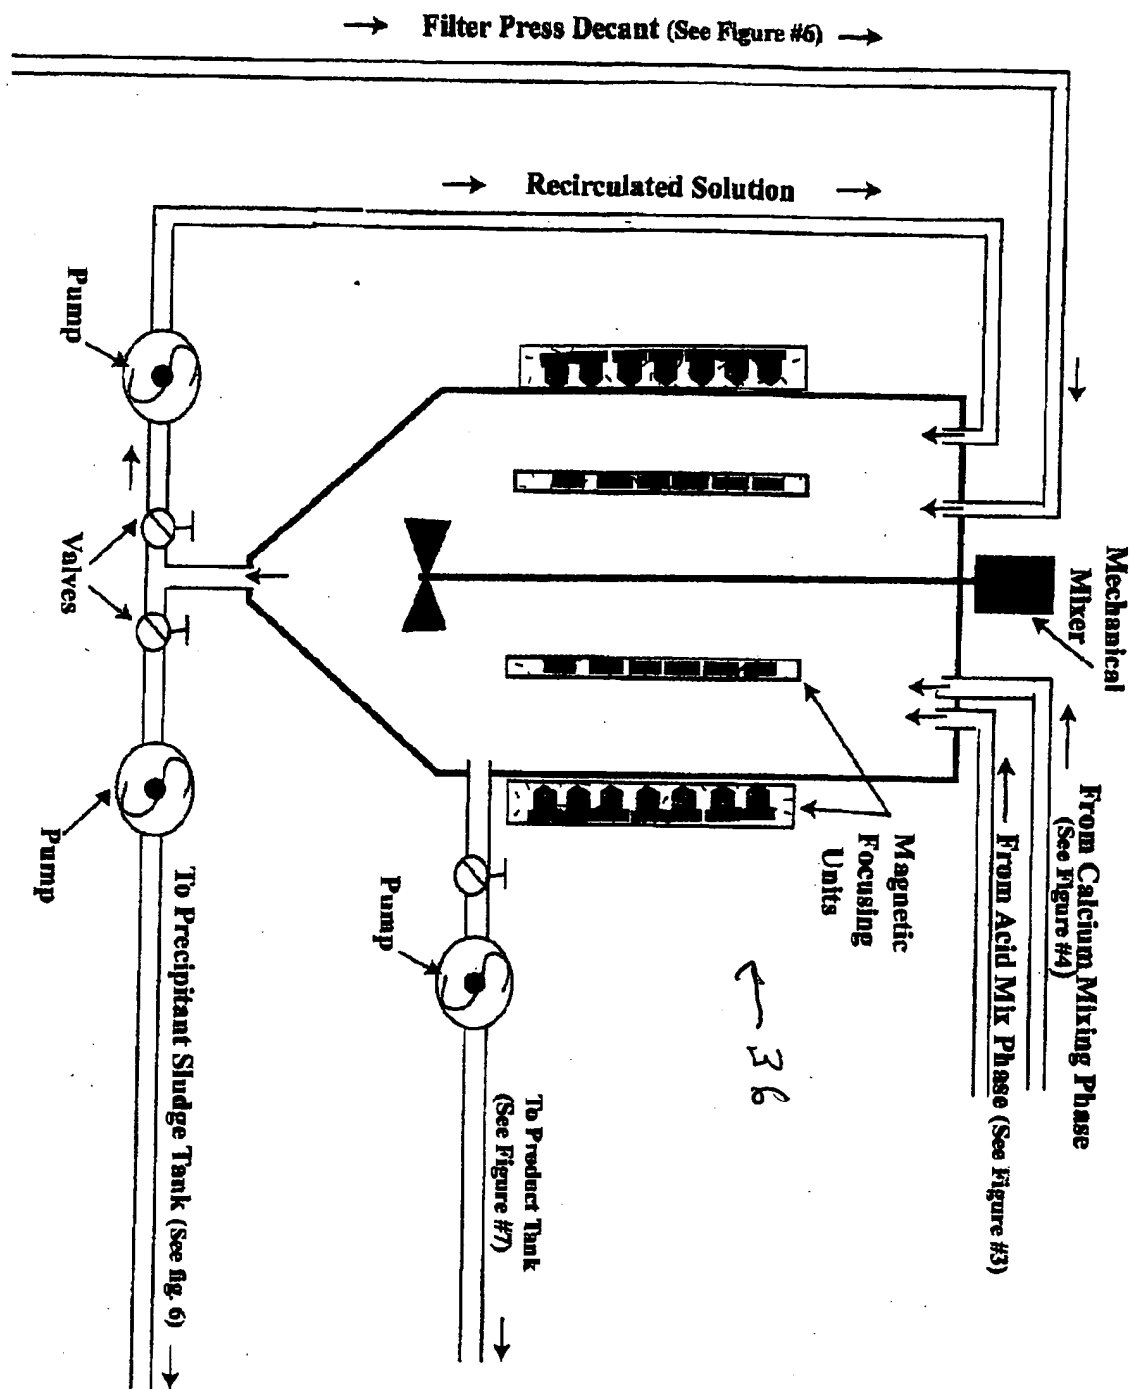 Filter Press Decant (See Figure #6)
Recirculated Solution
Pump
Valves
Pump
Mechanical
Mixer
From Calcium Mixing Phase
(See Figure #4)
From Acid Mix Phase (See Figure #3)
Magnetic
Focusing
Units
Pump
36
To Product Tank
(See Figure #7)
To Precipitant Sludge Tank (See fig. 6)